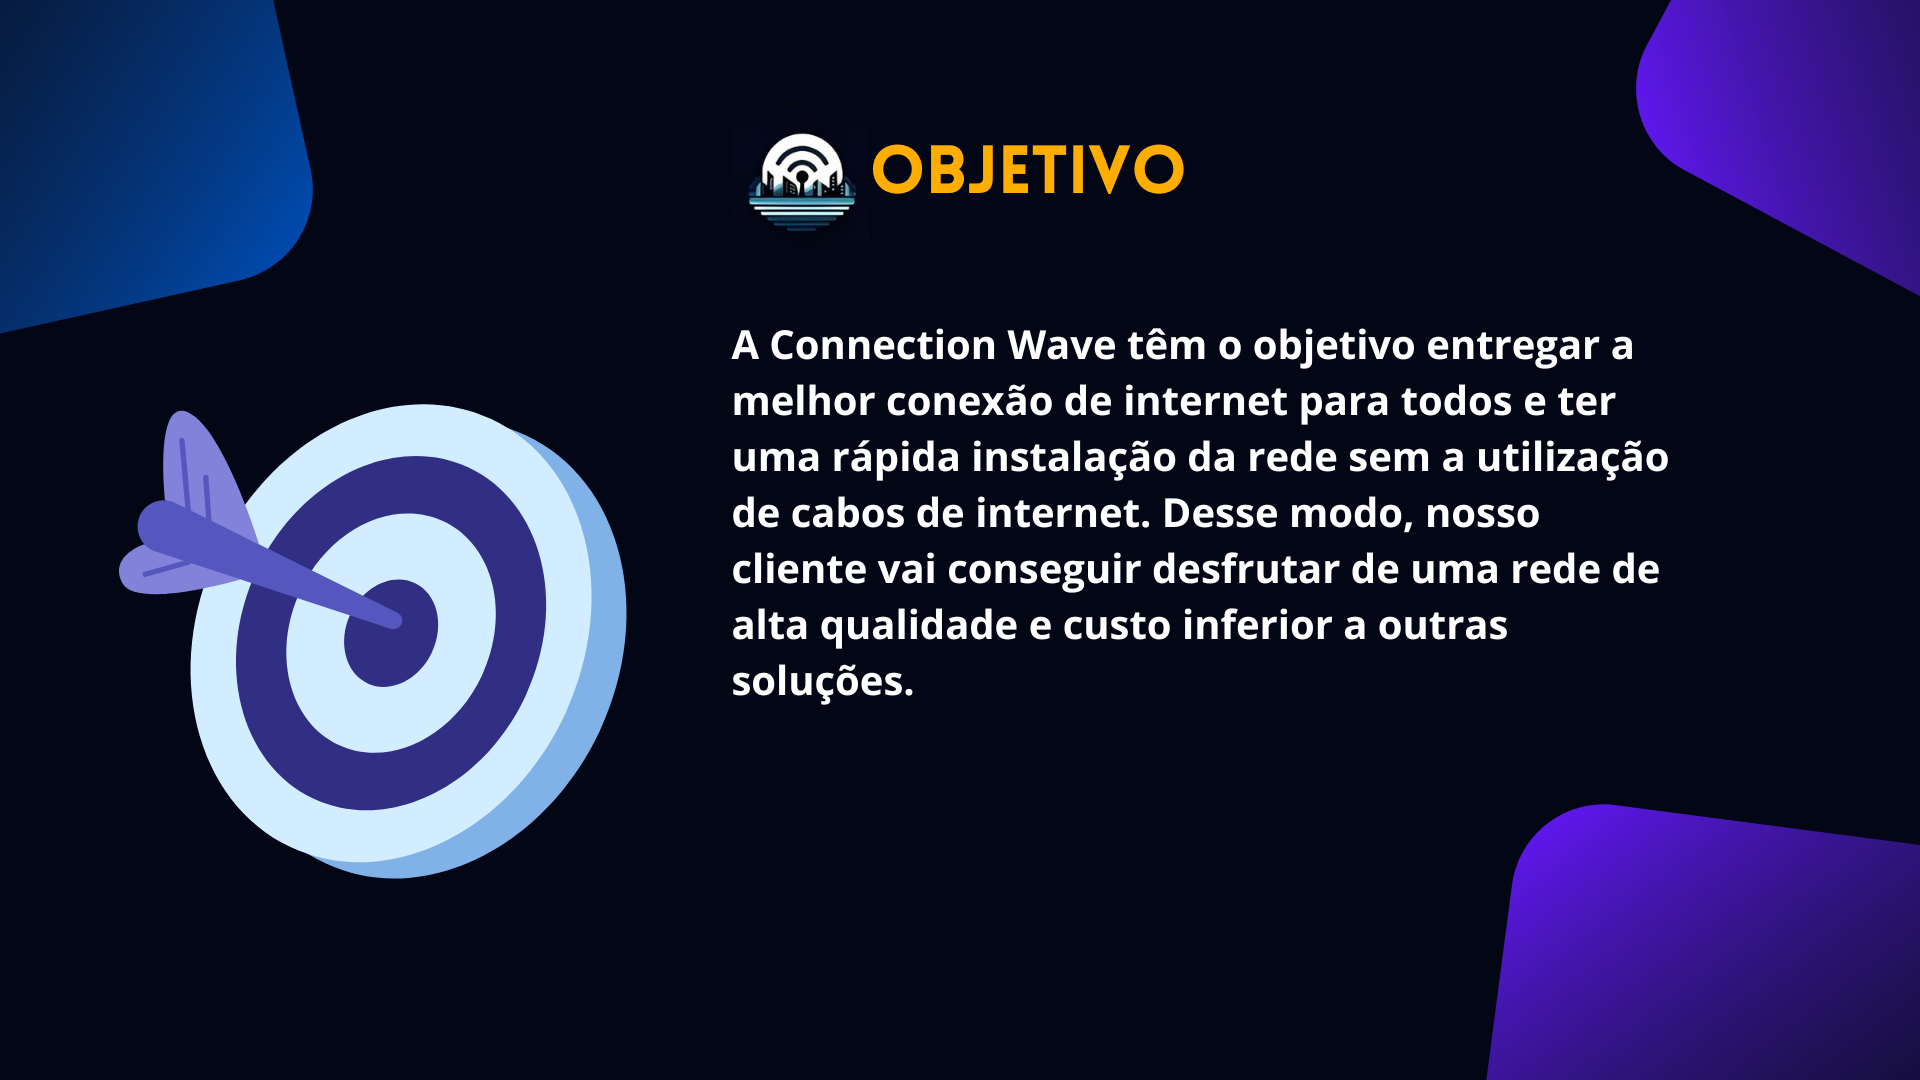 OBJETIVO
A Connection Wave têm o objetivo entregar a
melhor conexão de internet para todos e ter
uma rápida instalação da rede sem a utilização
de cabos de internet. Desse modo, nosso
cliente vai conseguir desfrutar de uma rede de
alta qualidade e custo inferior a outras
soluções.